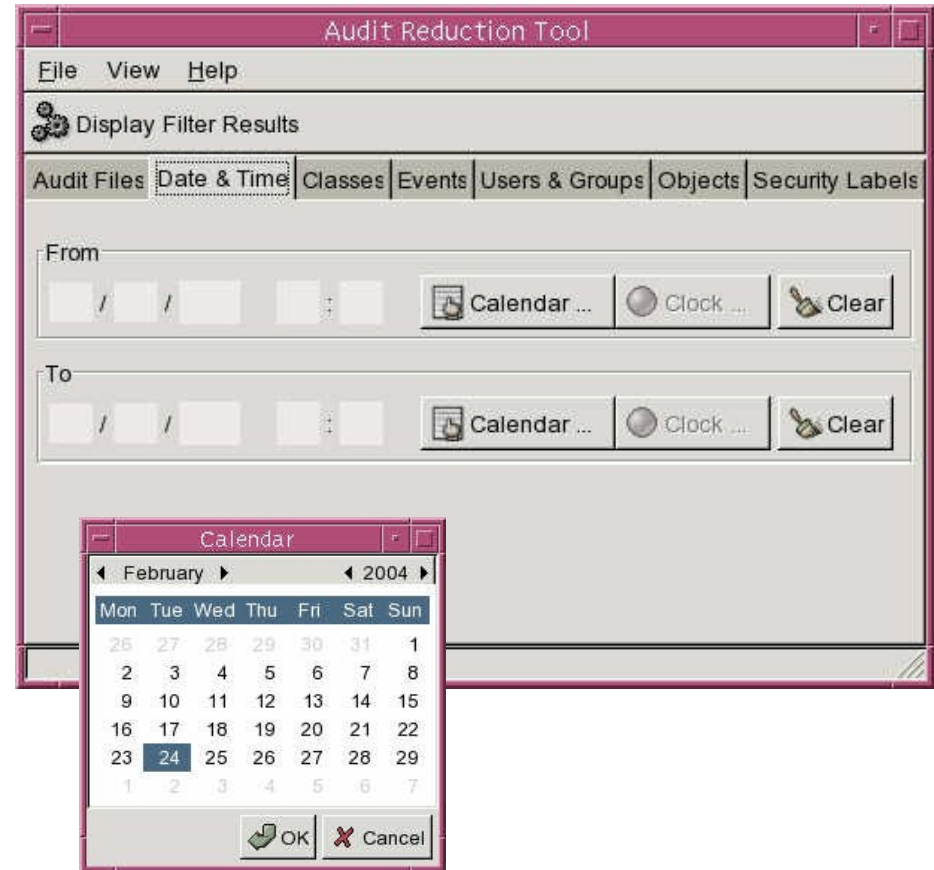 Audit Reduction Tool
File View Help
Display Filter Results
Audit Files Date & Time Classes Events Users & Groups Objects Security Labels
From
/ / : Calendar ... Clock ... Clear
To
/ / : Calendar ... Clock ... Clear
Calendar
February 2004
Mon Tue Wed Thu Fri Sat Sun
26 27 28 29 30 31 1
2 3 4 5 6 7 8
9 10 11 12 13 14 15
16 17 18 19 20 21 22
23 24 25 26 27 28 29
1 2 3 4 5 6 7
OK Cancel